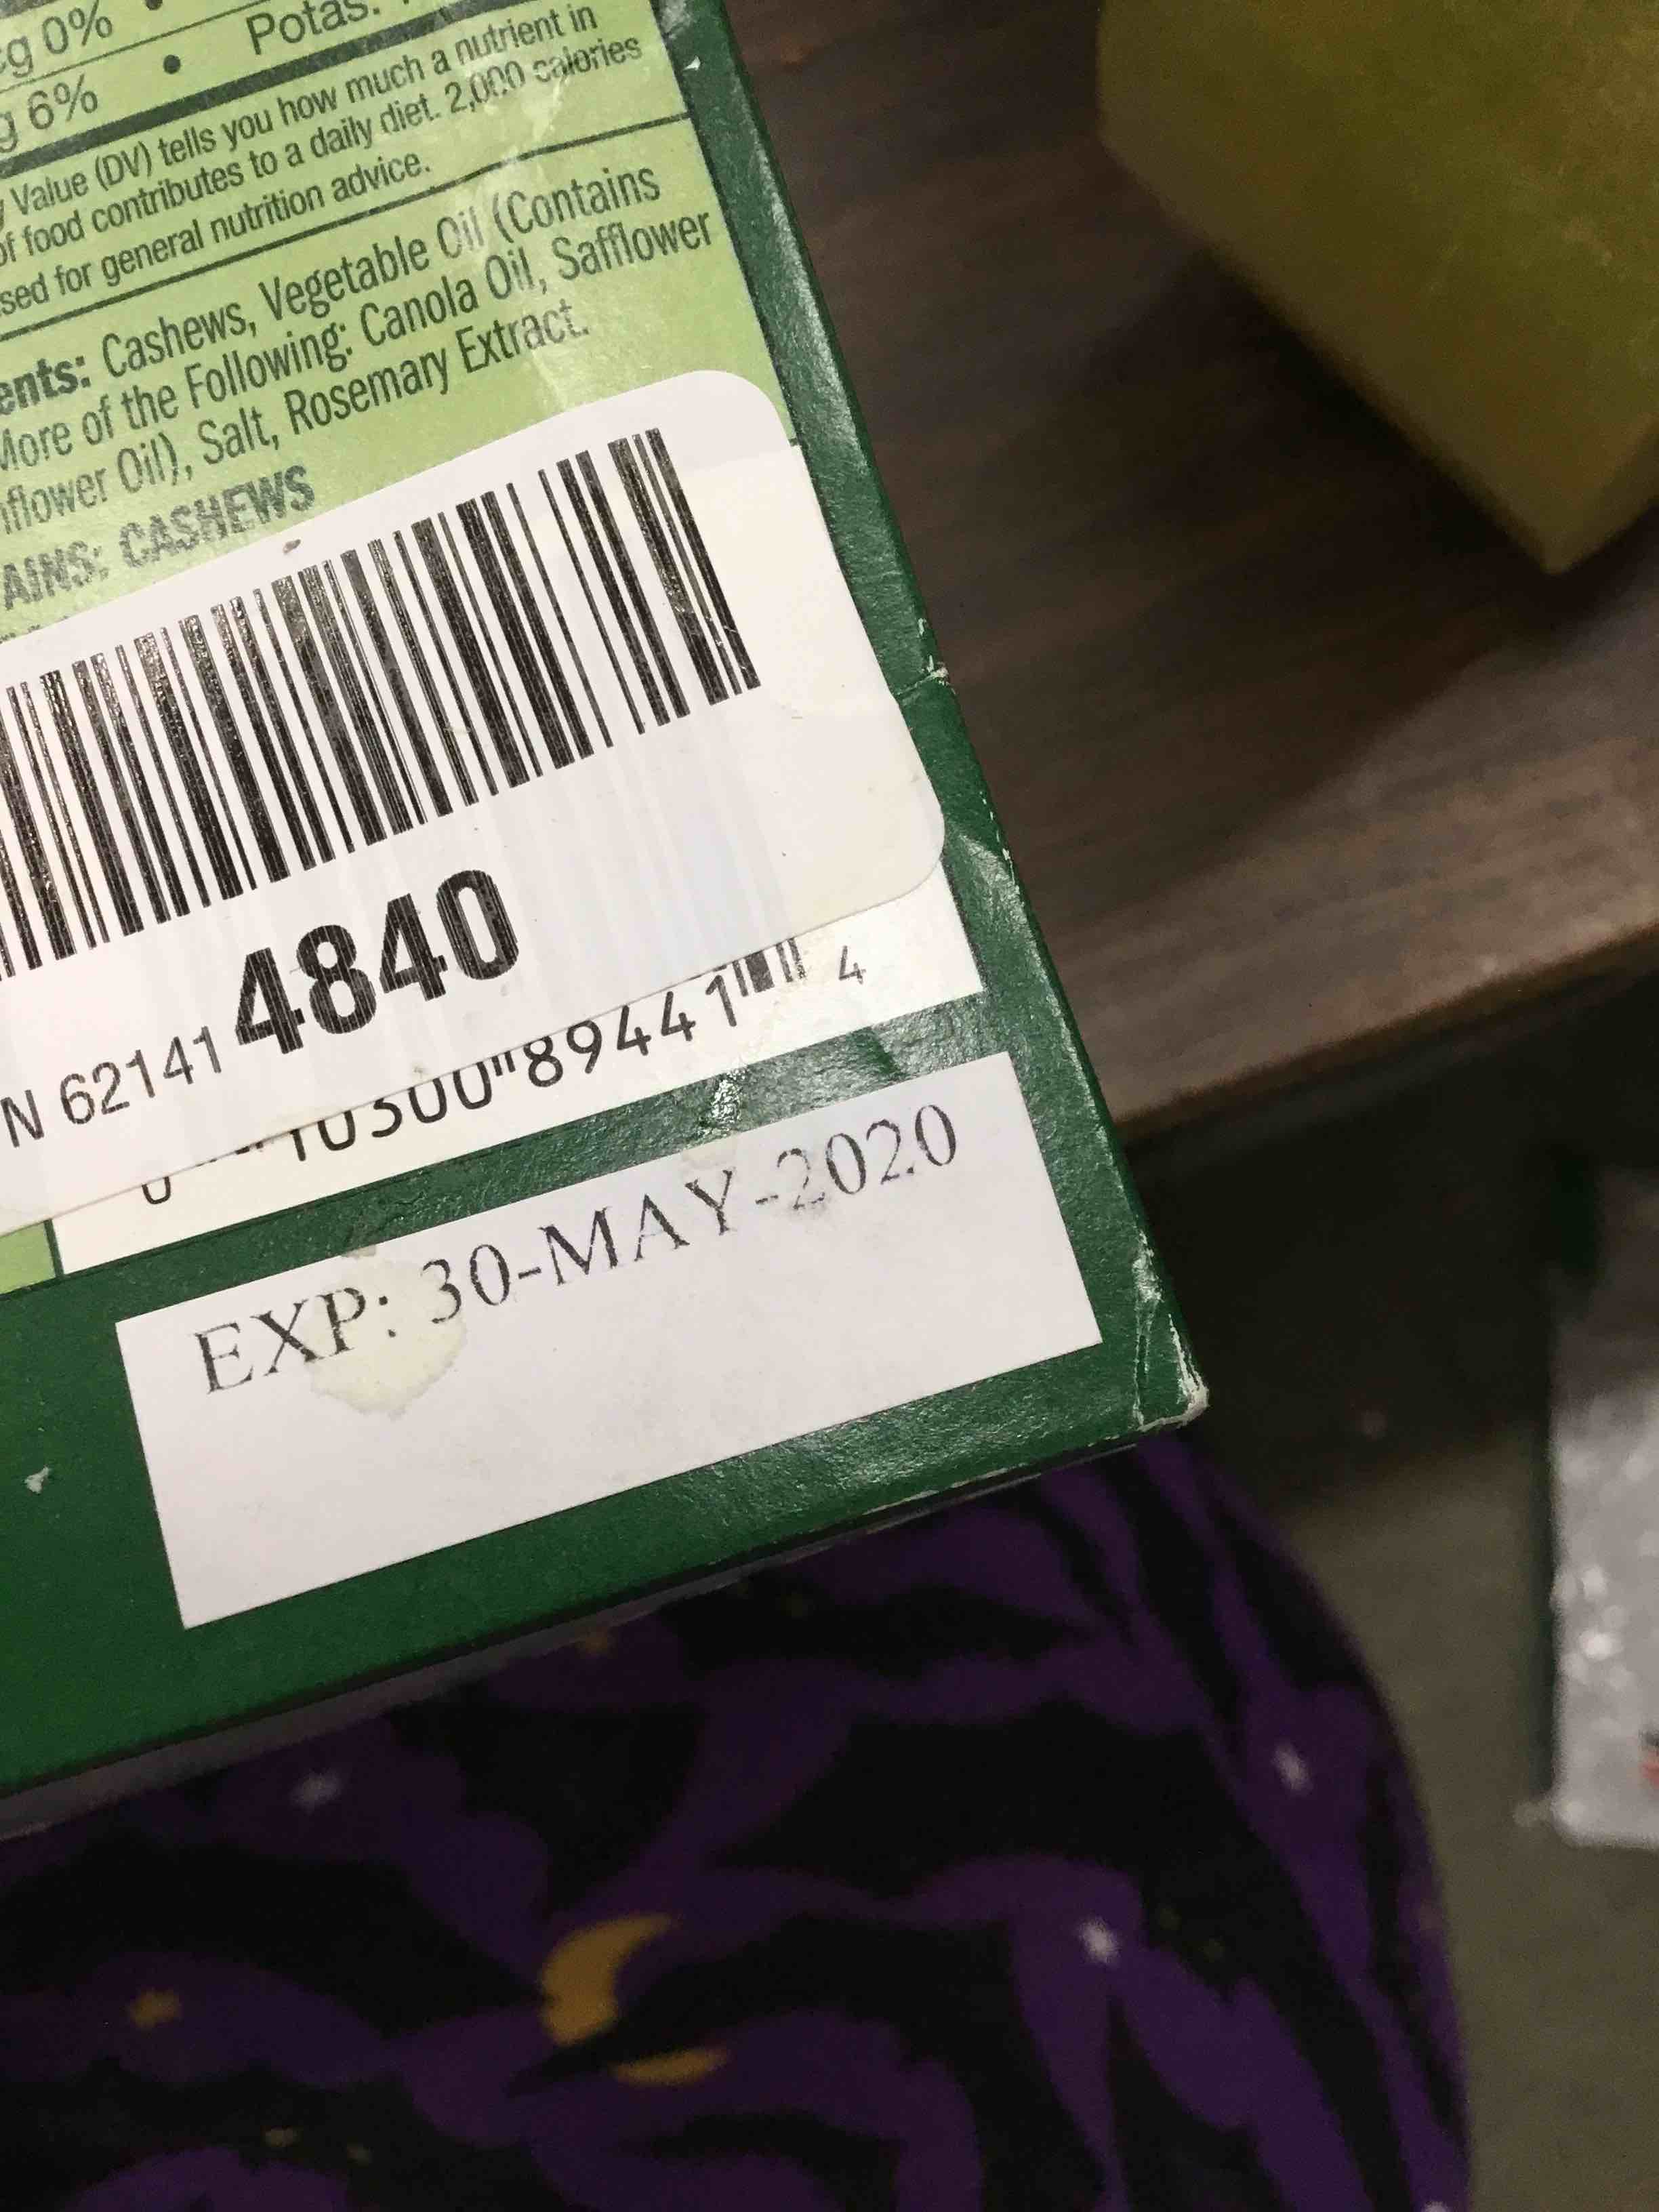 g 0% •
g 6% • Potas.
Value (DV) tells you how much a nutrient in
of food contributes to a daily diet. 2,000 calories
sed for general nutrition advice.
ents: Cashews, Vegetable Oil (Contains
More of the Following: Canola Oil, Safflower
nflower Oil), Salt, Rosemary Extract.
AINS: CASHEWS
N 62141 4840
0 10300 89441 4
EXP: 30-MAY-2020